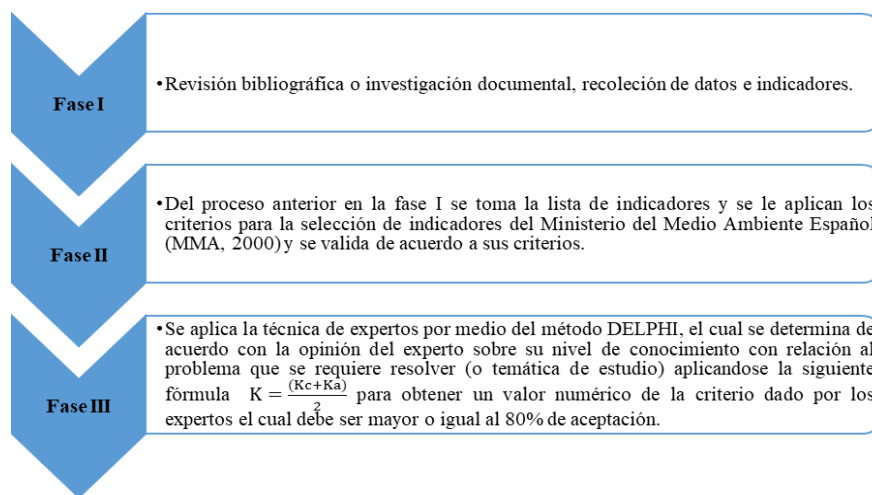 Fase I
•Revisión bibliográfica o investigación documental, recoleción de datos e indicadores.
Fase II
•Del proceso anterior en la fase I se toma la lista de indicadores y se le aplican los
criterios para la selección de indicadores del Ministerio del Medio Ambiente Español
(MMA, 2000) y se valida de acuerdo a sus criterios.
Fase III
•Se aplica la técnica de expertos por medio del método DELPHI, el cual se determina de
acuerdo con la opinión del experto sobre su nivel de conocimiento con relación al
problema que se requiere resolver (o temática de estudio) aplicandose la siguiente
fórmula K = (Kc+Ka)/2 para obtener un valor numérico de la criterio dado por los
expertos el cual debe ser mayor o igual al 80% de aceptación.